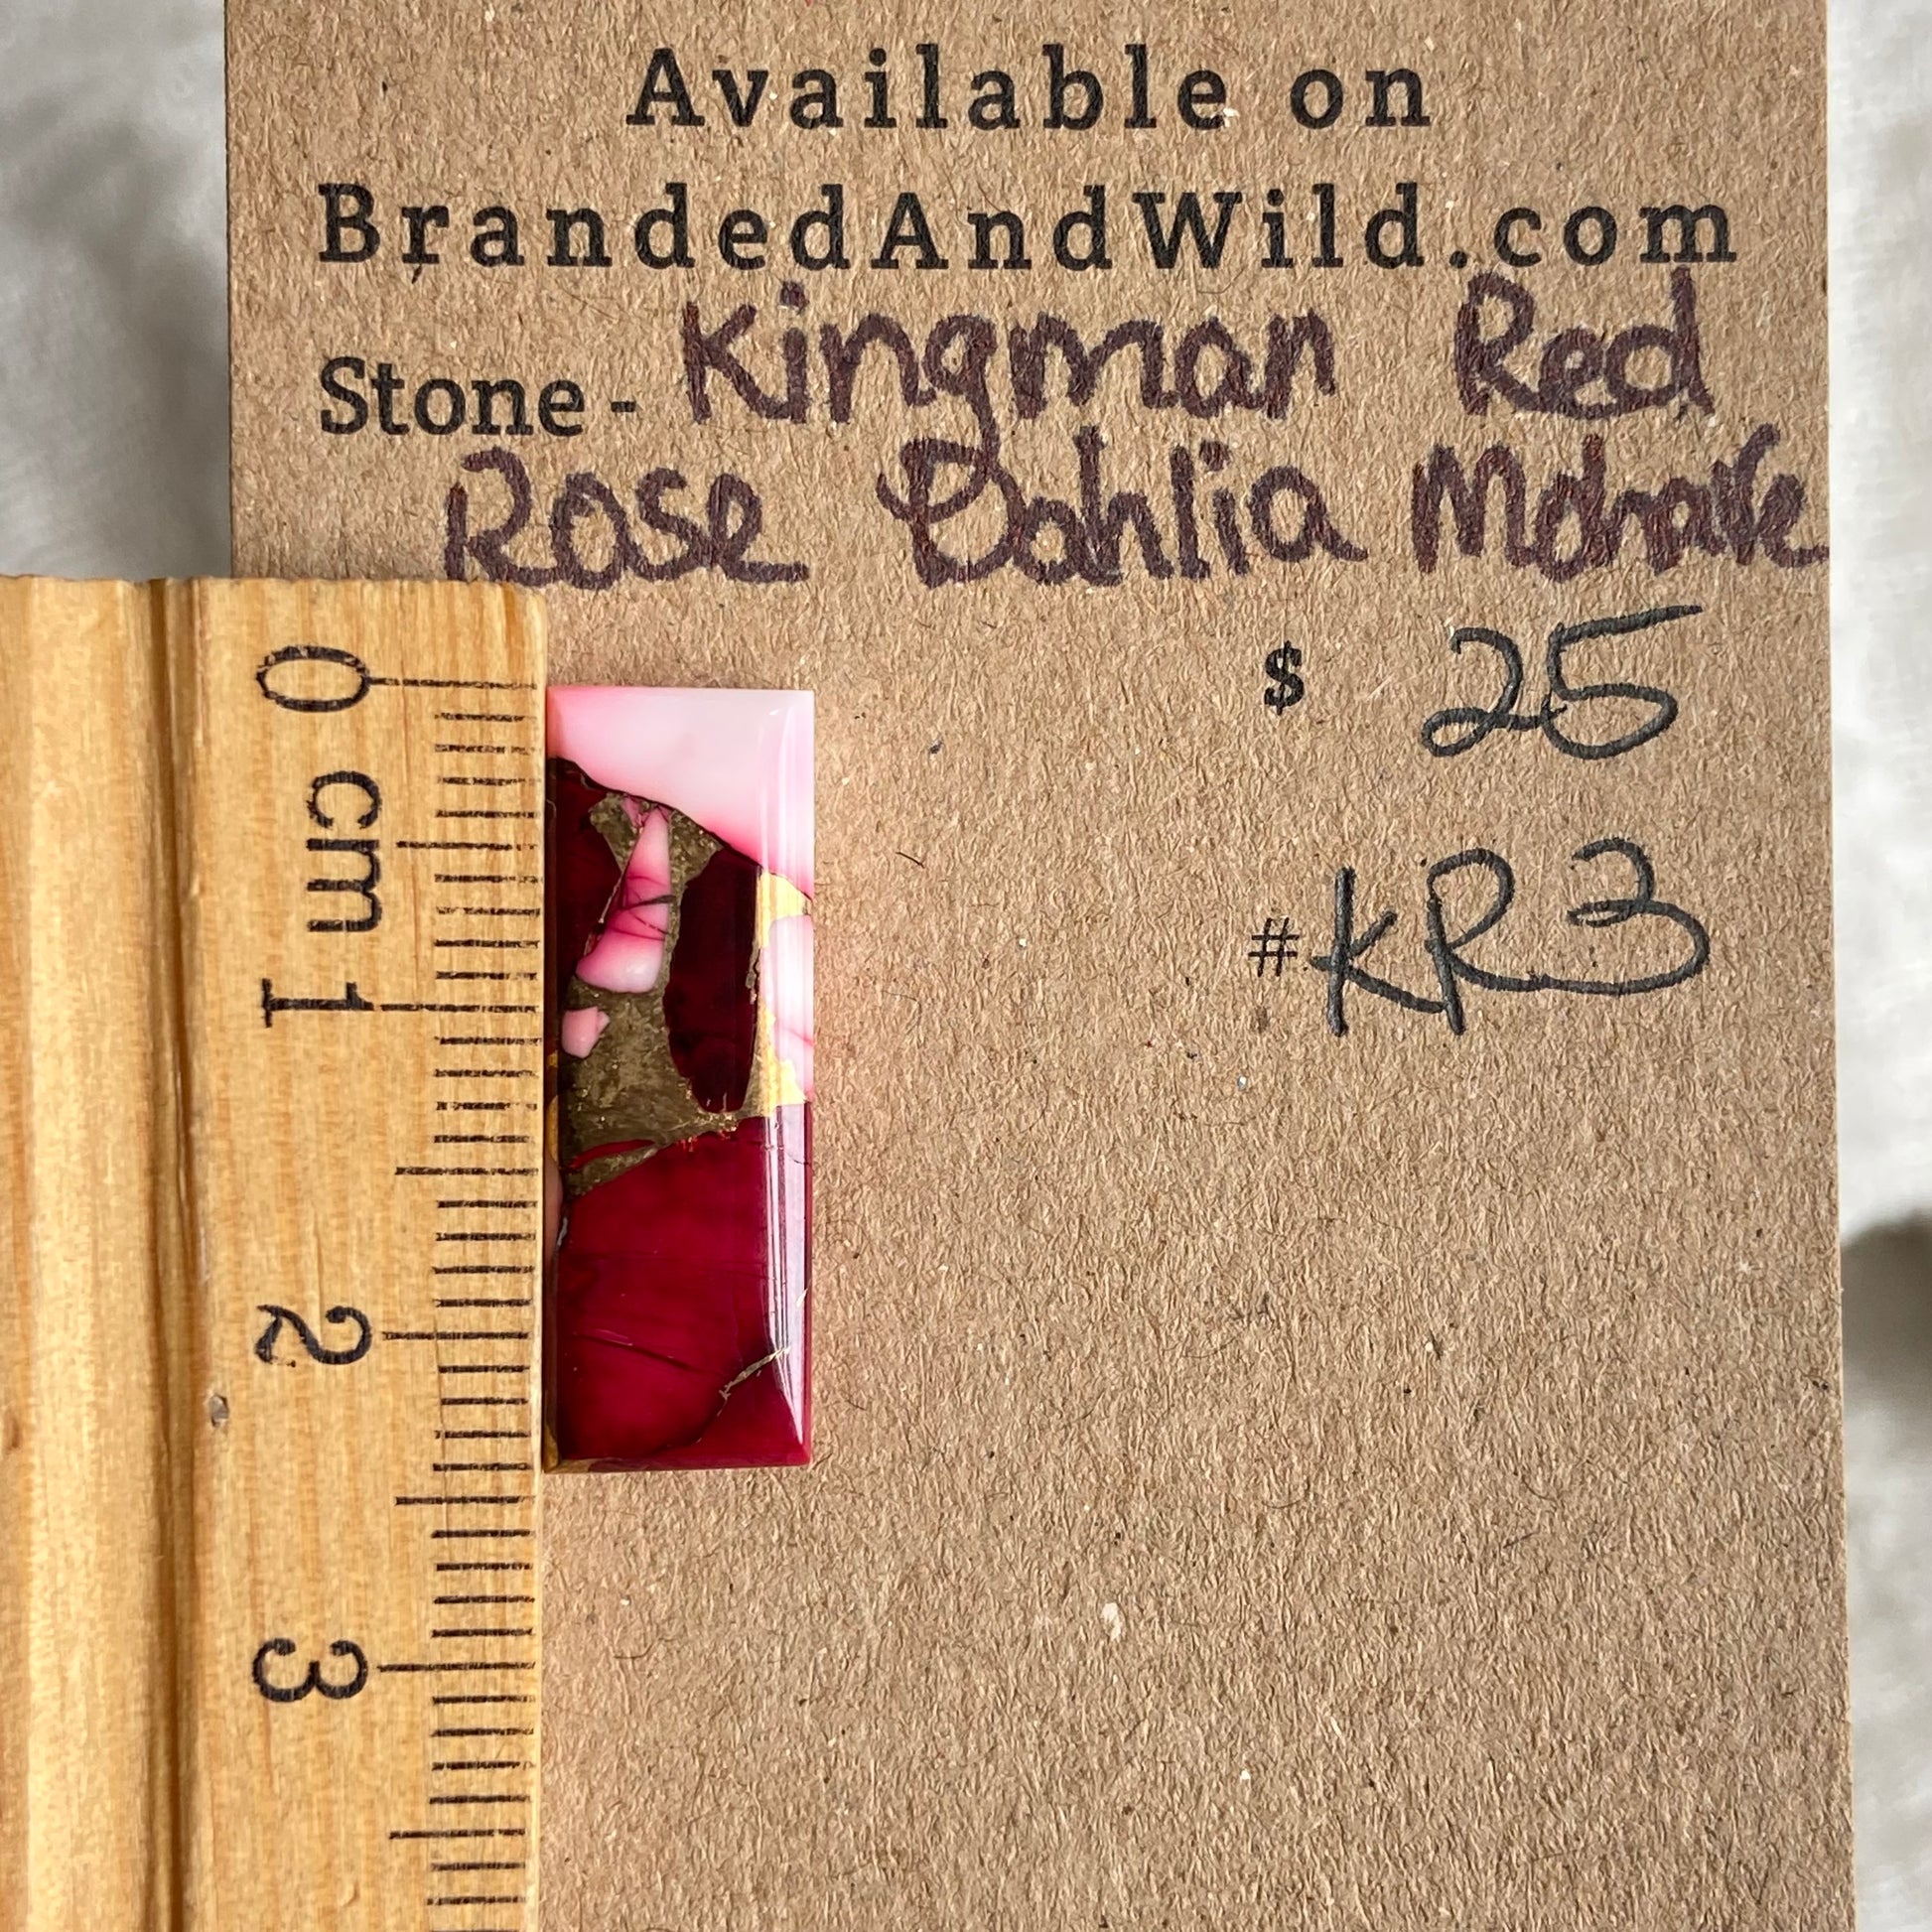 Available on
BrandedAndWild.com
Stone - Kingman Red
Rose Dahlia Mohave
$ 25
#KR3
0
cm
1
2
3